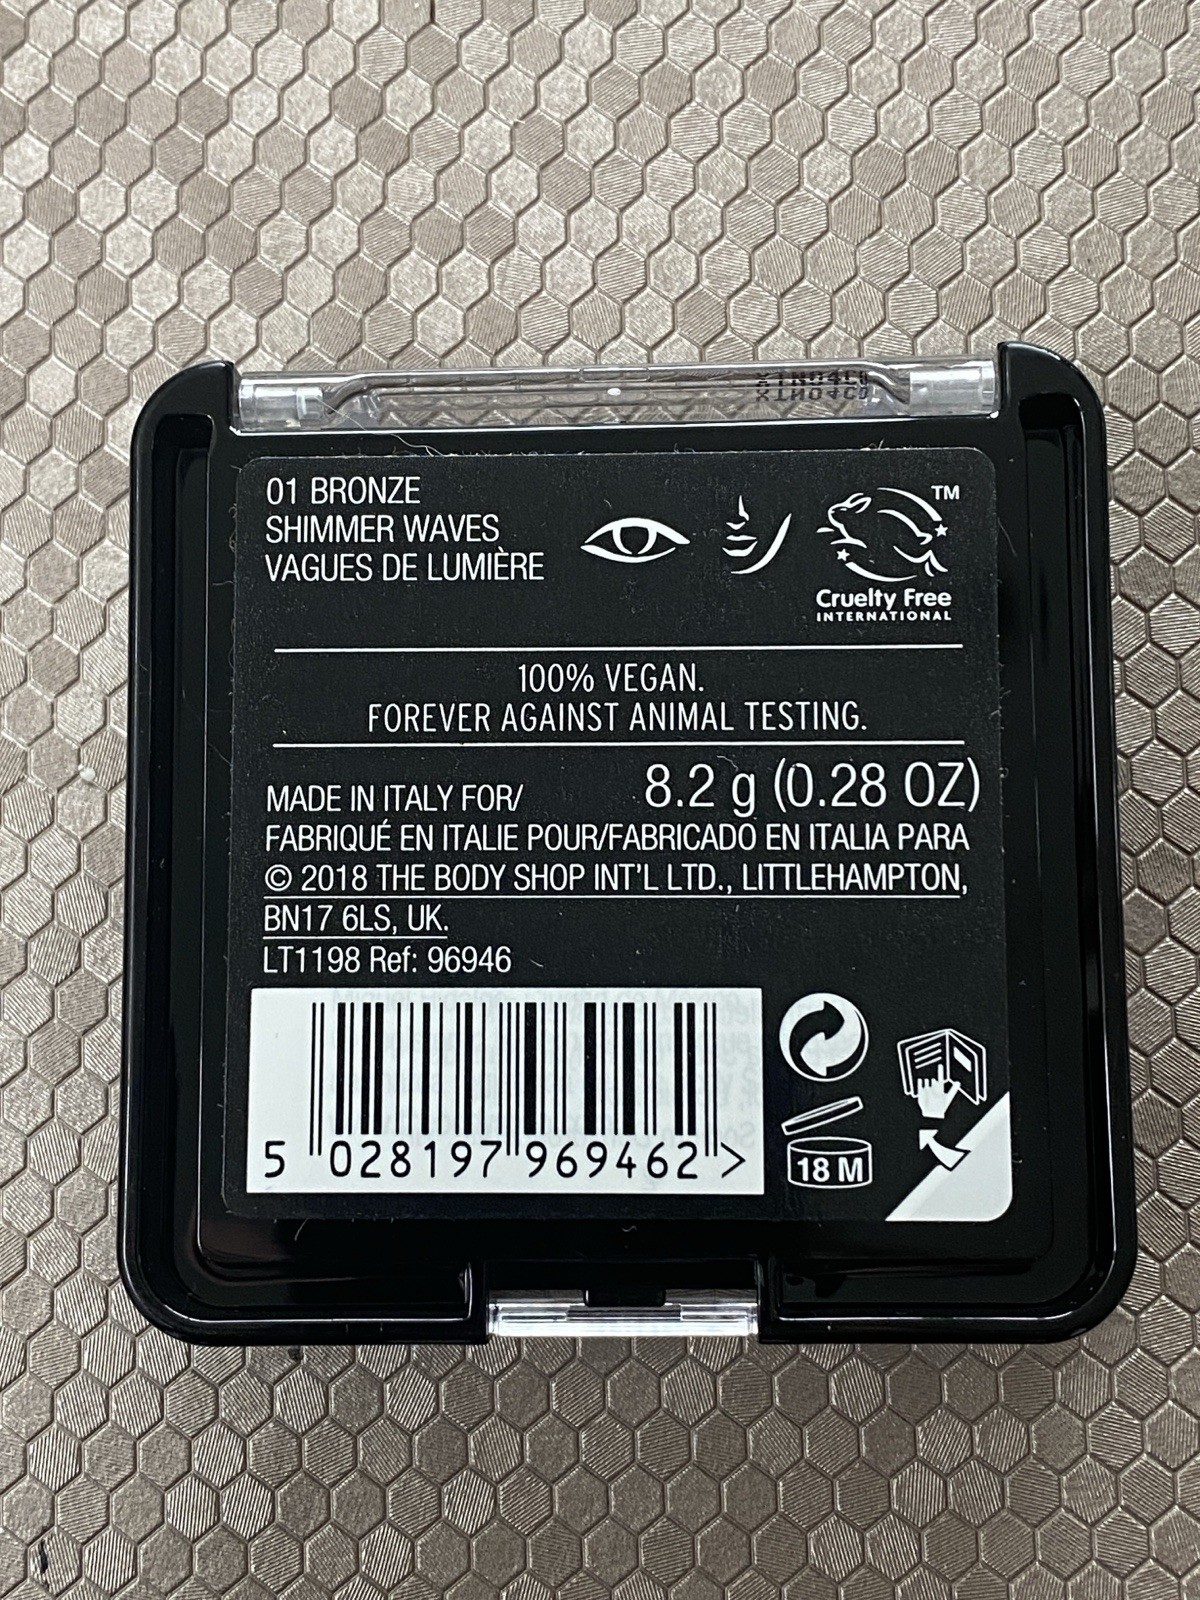 01 BRONZE
SHIMMER WAVES
VAGUES DE LUMIÈRE
TM
Cruelty Free
INTERNATIONAL
100% VEGAN.
FOREVER AGAINST ANIMAL TESTING.
8.2 g (0.28 OZ)
MADE IN ITALY FOR/
FABRIQUÉ EN ITALIE POUR/FABRICADO EN ITALIA PARA
© 2018 THE BODY SHOP INT'L LTD., LITTLEHAMPTON,
BN17 6LS, UK.
LT1198 Ref: 96946
5 028197 969462 >
18 M